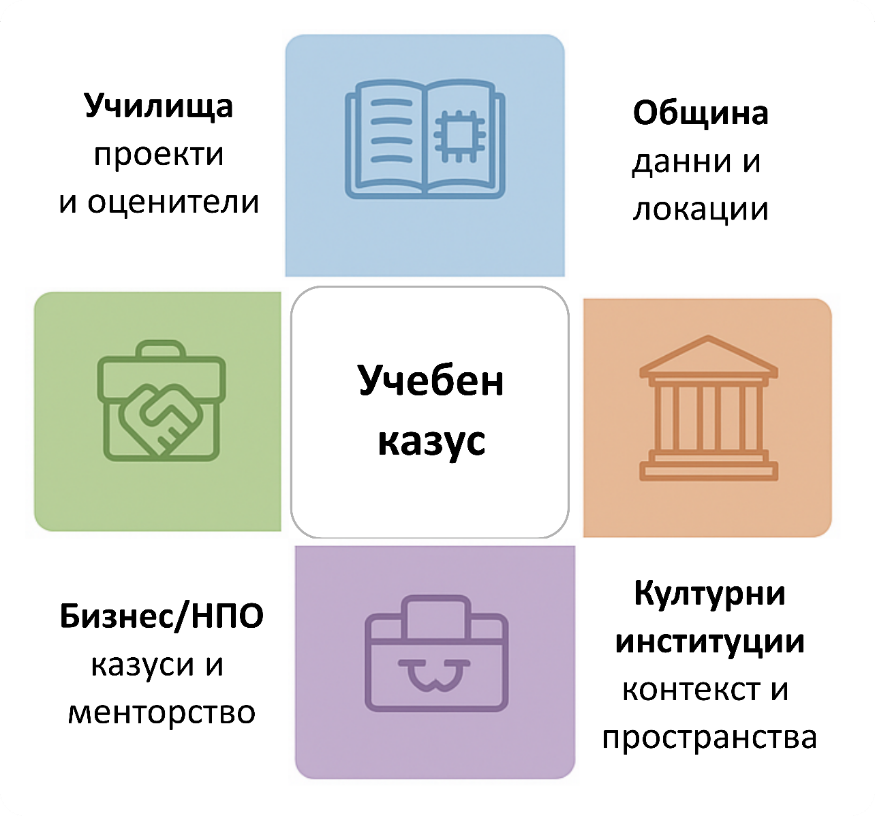 Училища
проекти
и оценители
Община
данни и
локации
Учебен
казус
Бизнес/НПО
казуси и
менторство
Културни
институции
контекст и
пространства